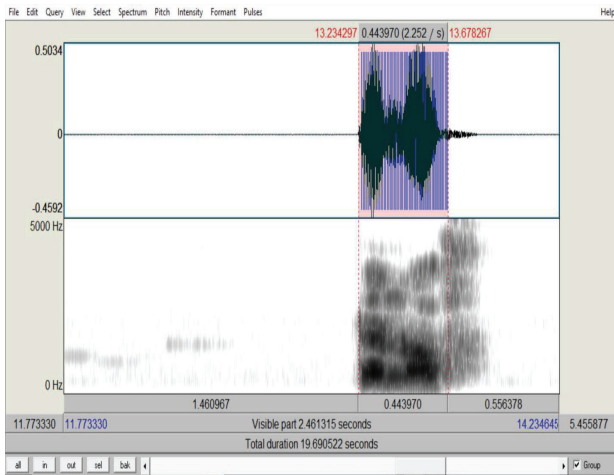 File Edit Query View Select Spectrum Pitch Intensity Formant Pulses Help
13.234297 0.443970 (2.252 / s) 13.678267
0.5034
0
-0.4592
5000 Hz
0 Hz
1.460967 0.443970 0.556378
11.773330 11.773330 Visible part 2.461315 seconds 14.234645 5.455877
Total duration 19.690522 seconds
all in out sel bak Group